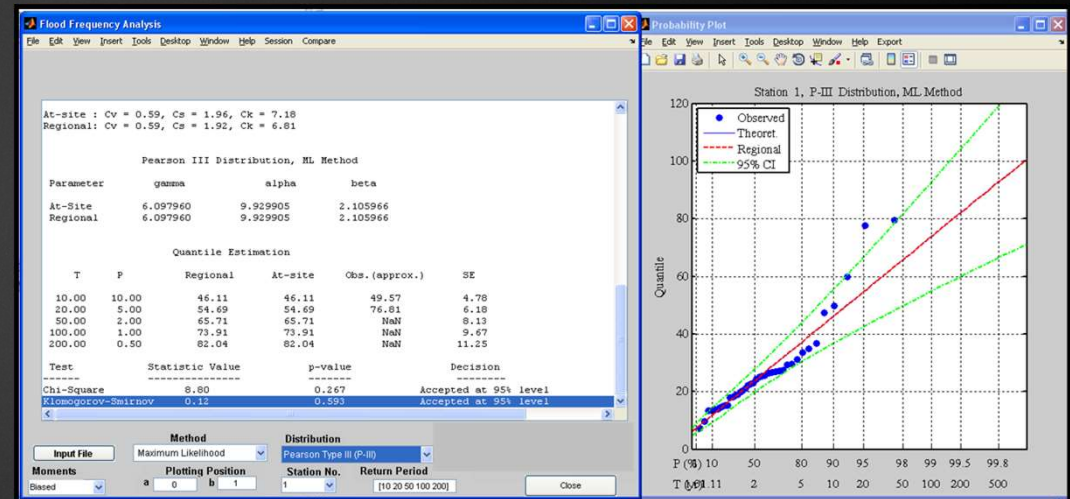 Flood Frequency Analysis
File Edit View Insert Tools Desktop Window Help Session Compare
At-site : Cv = 0.59, Cs = 1.96, Ck = 7.18
Regional: Cv = 0.59, Cs = 1.92, Ck = 6.81
Pearson III Distribution, ML Method
Parameter gamma alpha beta
At-Site 6.097960 9.929905 2.105966
Regional 6.097960 9.929905 2.105966
Quantile Estimation
T P Regional At-site Obs.(approx.) SE
10.00 10.00 46.11 46.11 49.57 4.78
20.00 5.00 54.69 54.69 76.81 6.18
50.00 2.00 65.71 65.71 NaN 8.13
100.00 1.00 73.91 73.91 NaN 9.67
200.00 0.50 82.04 82.04 NaN 11.25
Test Statistic Value p-value Decision
Chi-Square 8.80 0.267 Accepted at 95% level
Klomogorov-Smirnov 0.12 0.593 Accepted at 95% level
Method Distribution
Input File Maximum Likelihood Pearson Type III (P-III)
Moments Plotting Position Station No. Return Period
Biased a 0 b 1 1 [10 20 50 100 200] Close
Probability Plot
File Edit View Insert Tools Desktop Window Help Export
Station 1, P-III Distribution, ML Method
Observed
Theoret.
Regional
95% CI
Quantile
120
100
80
60
40
20
0
P (%) 10 50 80 90 95 98 99 99.5 99.8
1.11 2 5 10 20 50 100 200 500